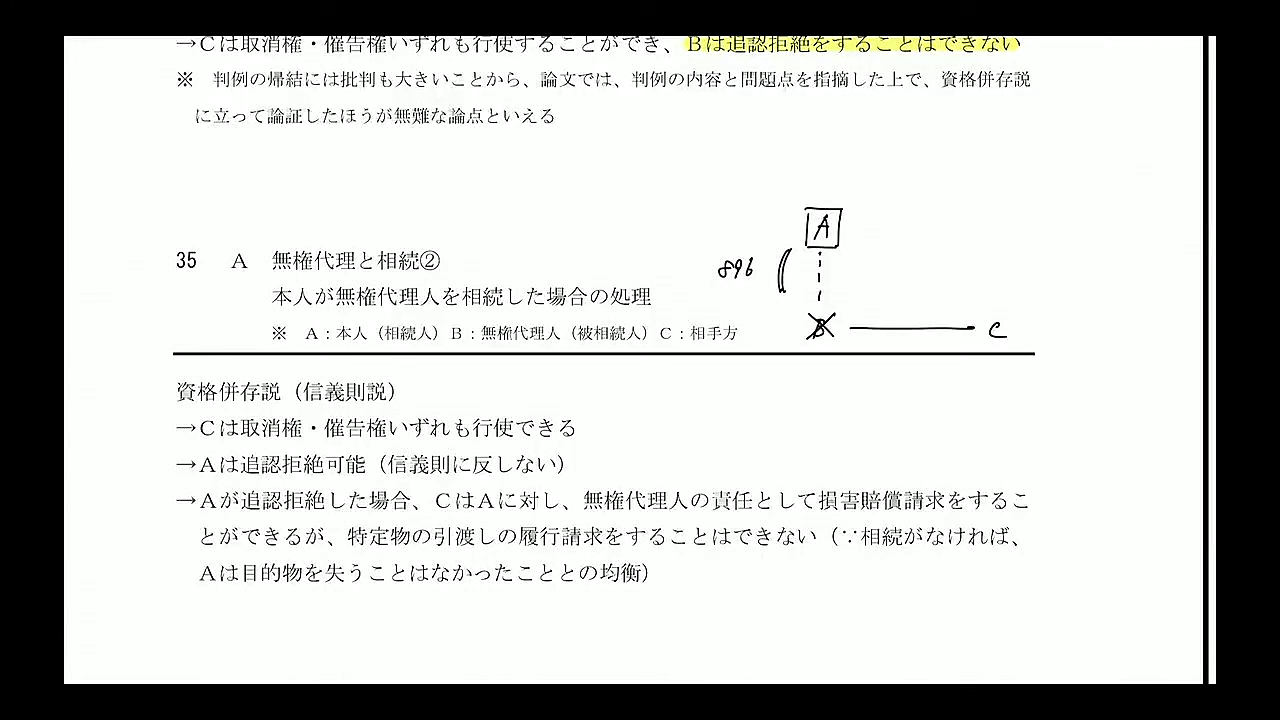 →Ｃは取消権・催告権いずれも行使することができ、Ｂは追認拒絶をすることはできない
※　判例の帰結には批判も大きいことから、論文では、判例の内容と問題点を指摘した上で、資格併存説
に立って論証したほうが無難な論点といえる
A
35　Ａ　無権代理と相続②
896
本人が無権代理人を相続した場合の処理
※　Ａ：本人（相続人）Ｂ：無権代理人（被相続人）Ｃ：相手方
B
C
資格併存説（信義則説）
→Ｃは取消権・催告権いずれも行使できる
→Ａは追認拒絶可能（信義則に反しない）
→Ａが追認拒絶した場合、ＣはＡに対し、無権代理人の責任として損害賠償請求をするこ
とができるが、特定物の引渡しの履行請求をすることはできない（∵相続がなければ、
Ａは目的物を失うことはなかったこととの均衡）